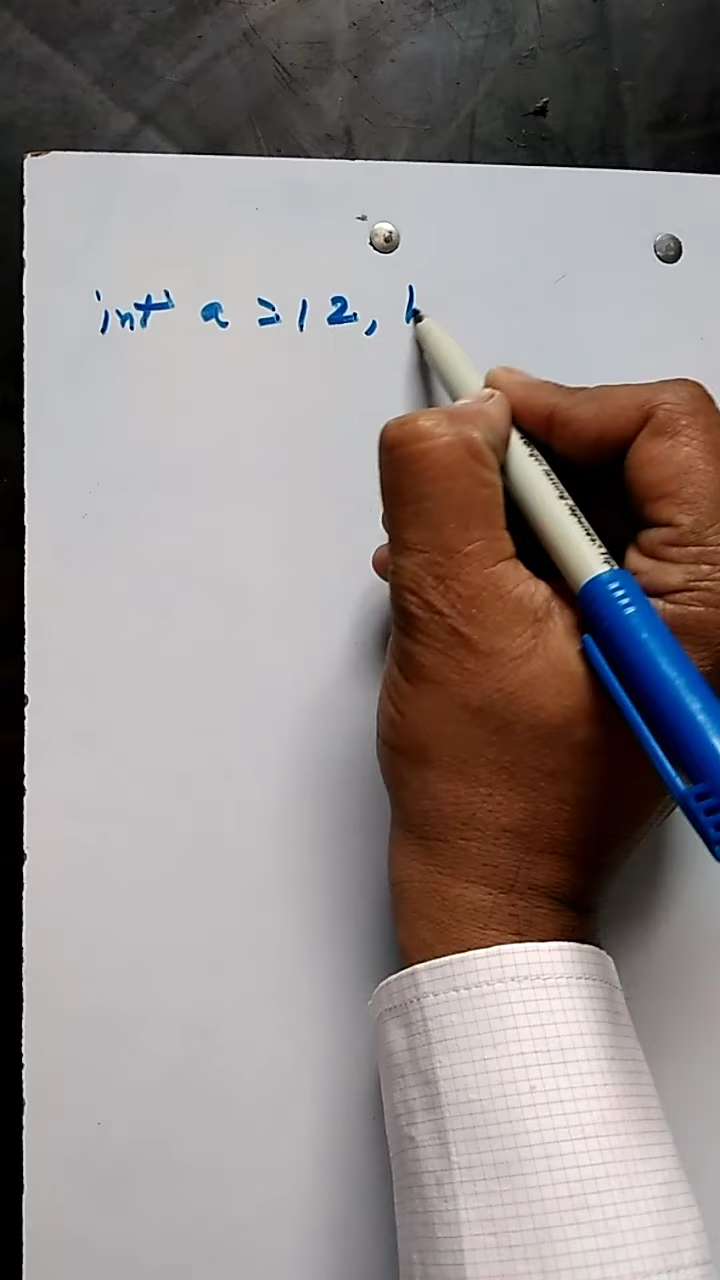 int a = 12, b